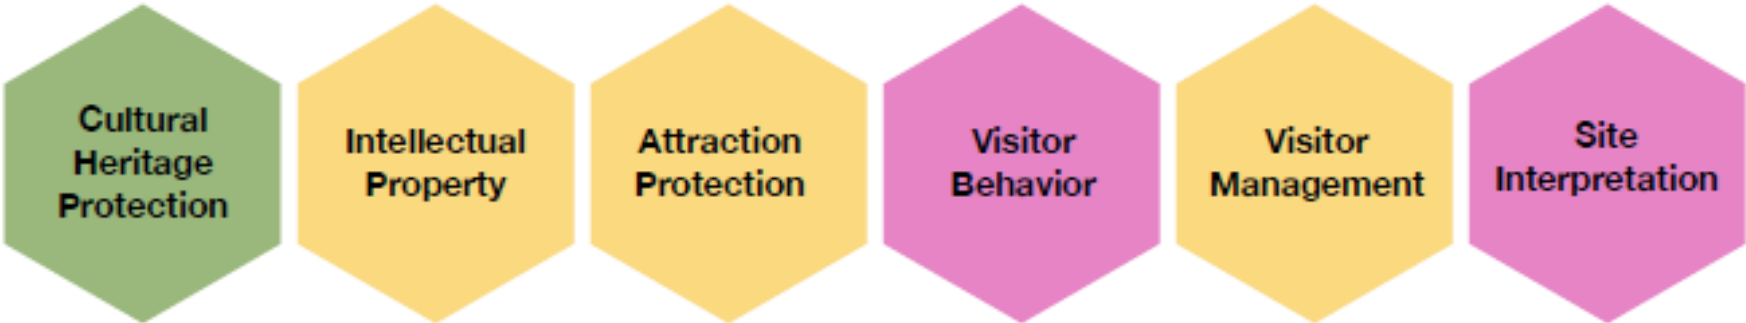 Cultural
Heritage
Protection
Intellectual
Property
Attraction
Protection
Visitor
Behavior
Visitor
Management
Site
Interpretation